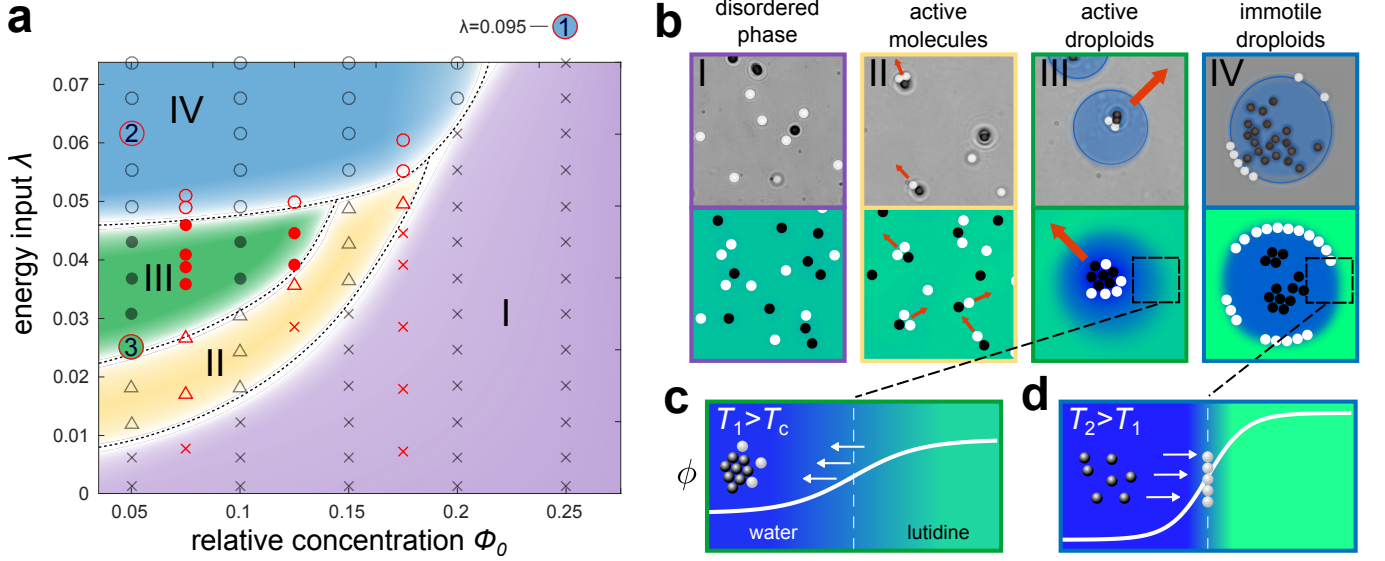 a
λ=0.095
1
energy input λ
0.07
0.06
0.05
0.04
0.03
0.02
0.01
0
IV
2
III
3
II
I
0.05
0.1
0.15
0.2
0.25
relative concentration Φ₀
b
disordered
phase
active
molecules
active
droploids
immotile
droploids
I
II
III
IV
c
T₁>T_c
ϕ
water
lutidine
d
T₂>T₁